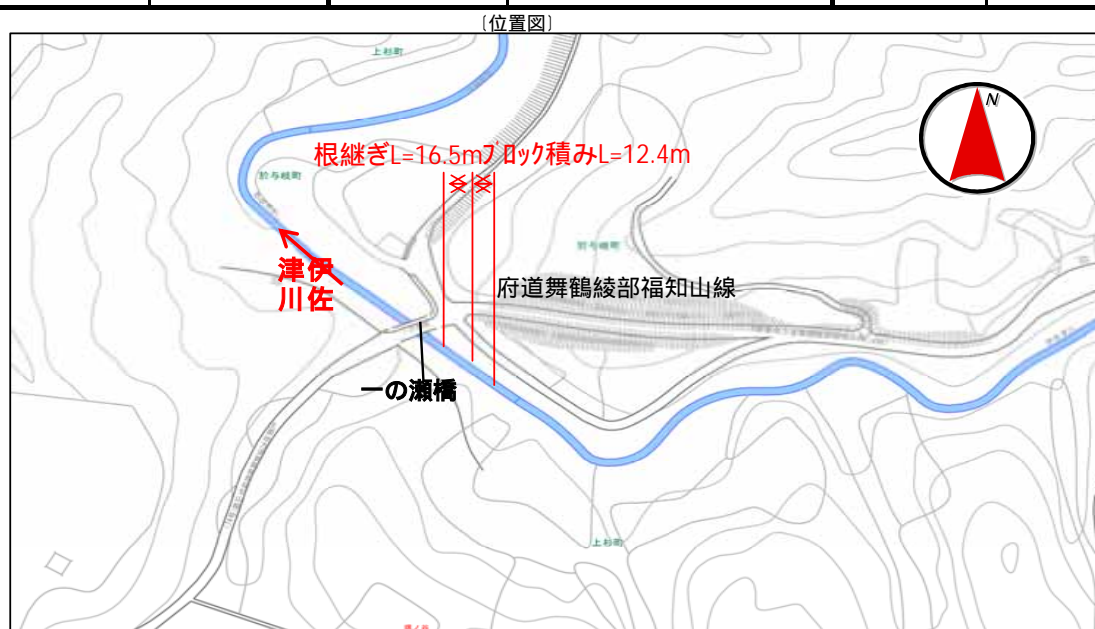 [位置図]
上杉町
N
根継ぎL=16.5mブロック積みL=12.4m
於与岐町
於与岐町
伊佐
津川
府道舞鶴綾部福知山線
一の瀬橋
上杉町